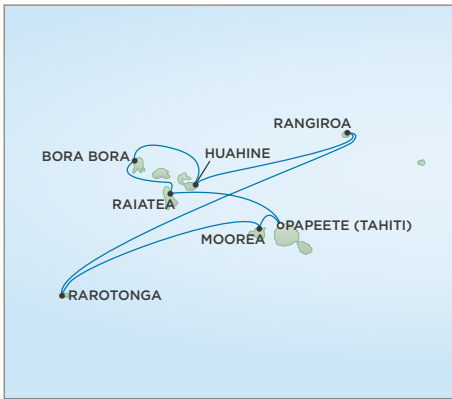 RANGIROA
BORA BORA
HUAHINE
RAIATEA
PAPEETE (TAHITI)
MOOREA
RAROTONGA